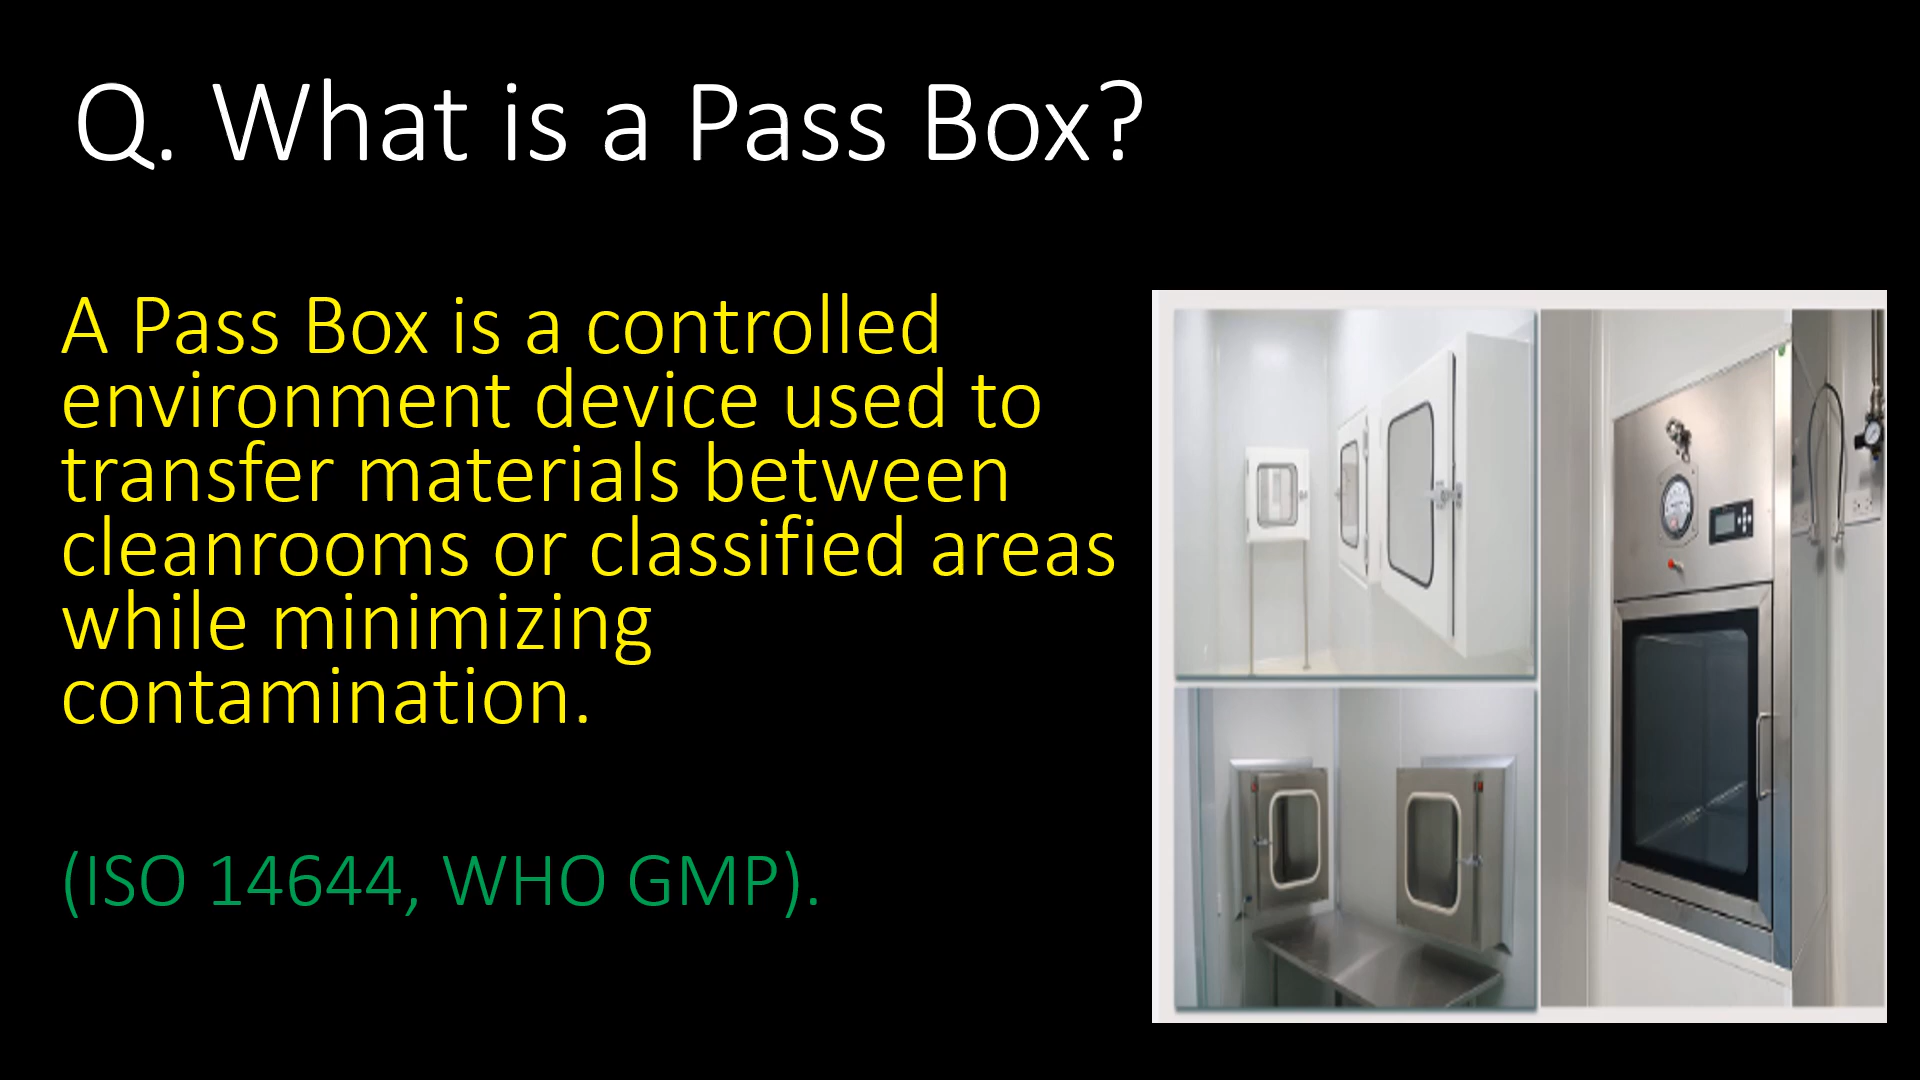 Q. What is a Pass Box?
A Pass Box is a controlled
environment device used to
transfer materials between
cleanrooms or classified areas
while minimizing
contamination.
(ISO 14644, WHO GMP).